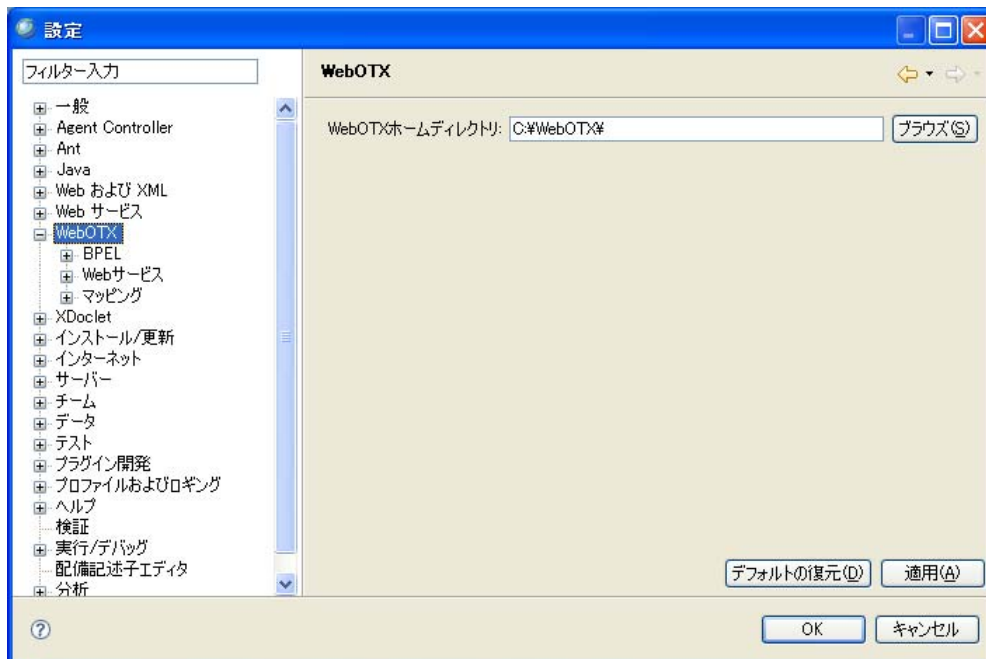 設定
フィルター入力
一般
Agent Controller
Ant
Java
Web および XML
Web サービス
WebOTX
BPEL
Webサービス
マッピング
XDoclet
インストール/更新
インターネット
サーバー
チーム
データ
テスト
プラグイン開発
プロファイルおよびロギング
ヘルプ
検証
実行/デバッグ
配備記述子エディタ
分析
WebOTX
WebOTXホームディレクトリ: C:¥WebOTX¥ ブラウズ(S)
デフォルトの復元(D) 適用(A)
OK キャンセル